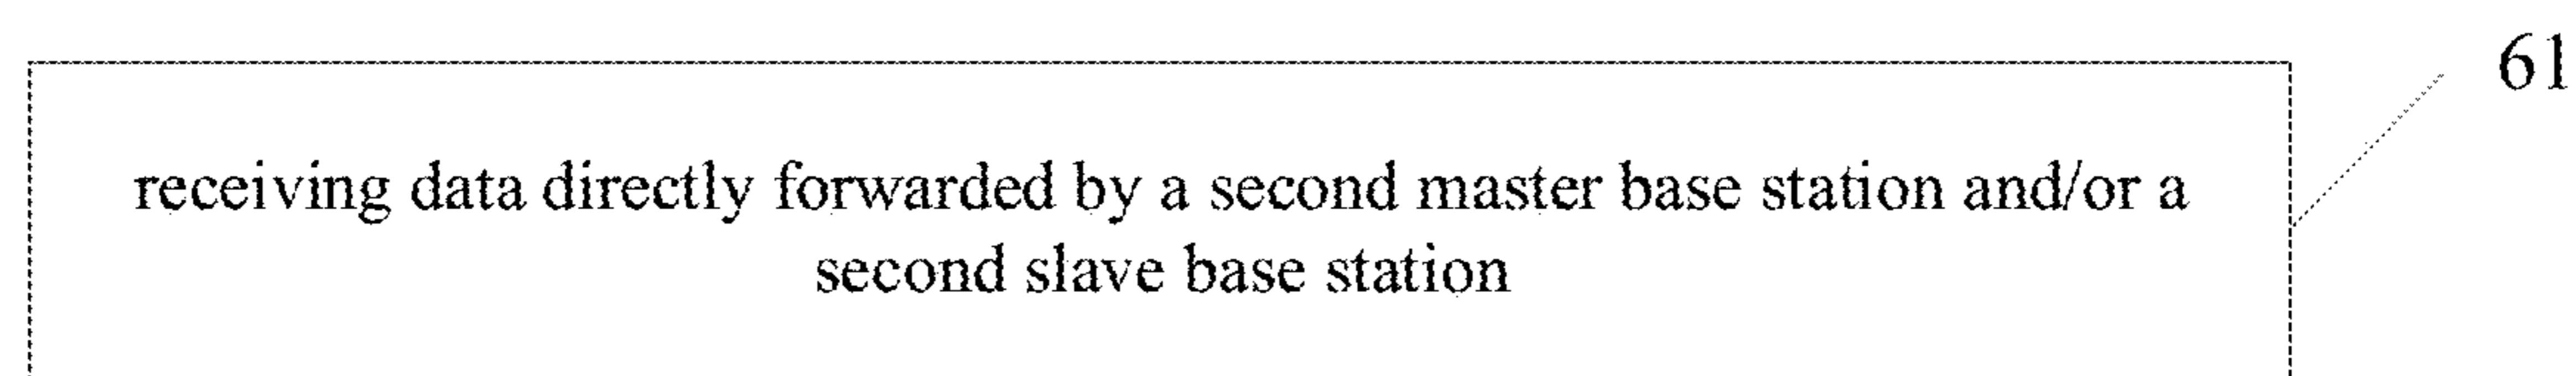 61
receiving data directly forwarded by a second master base station and/or a
second slave base station